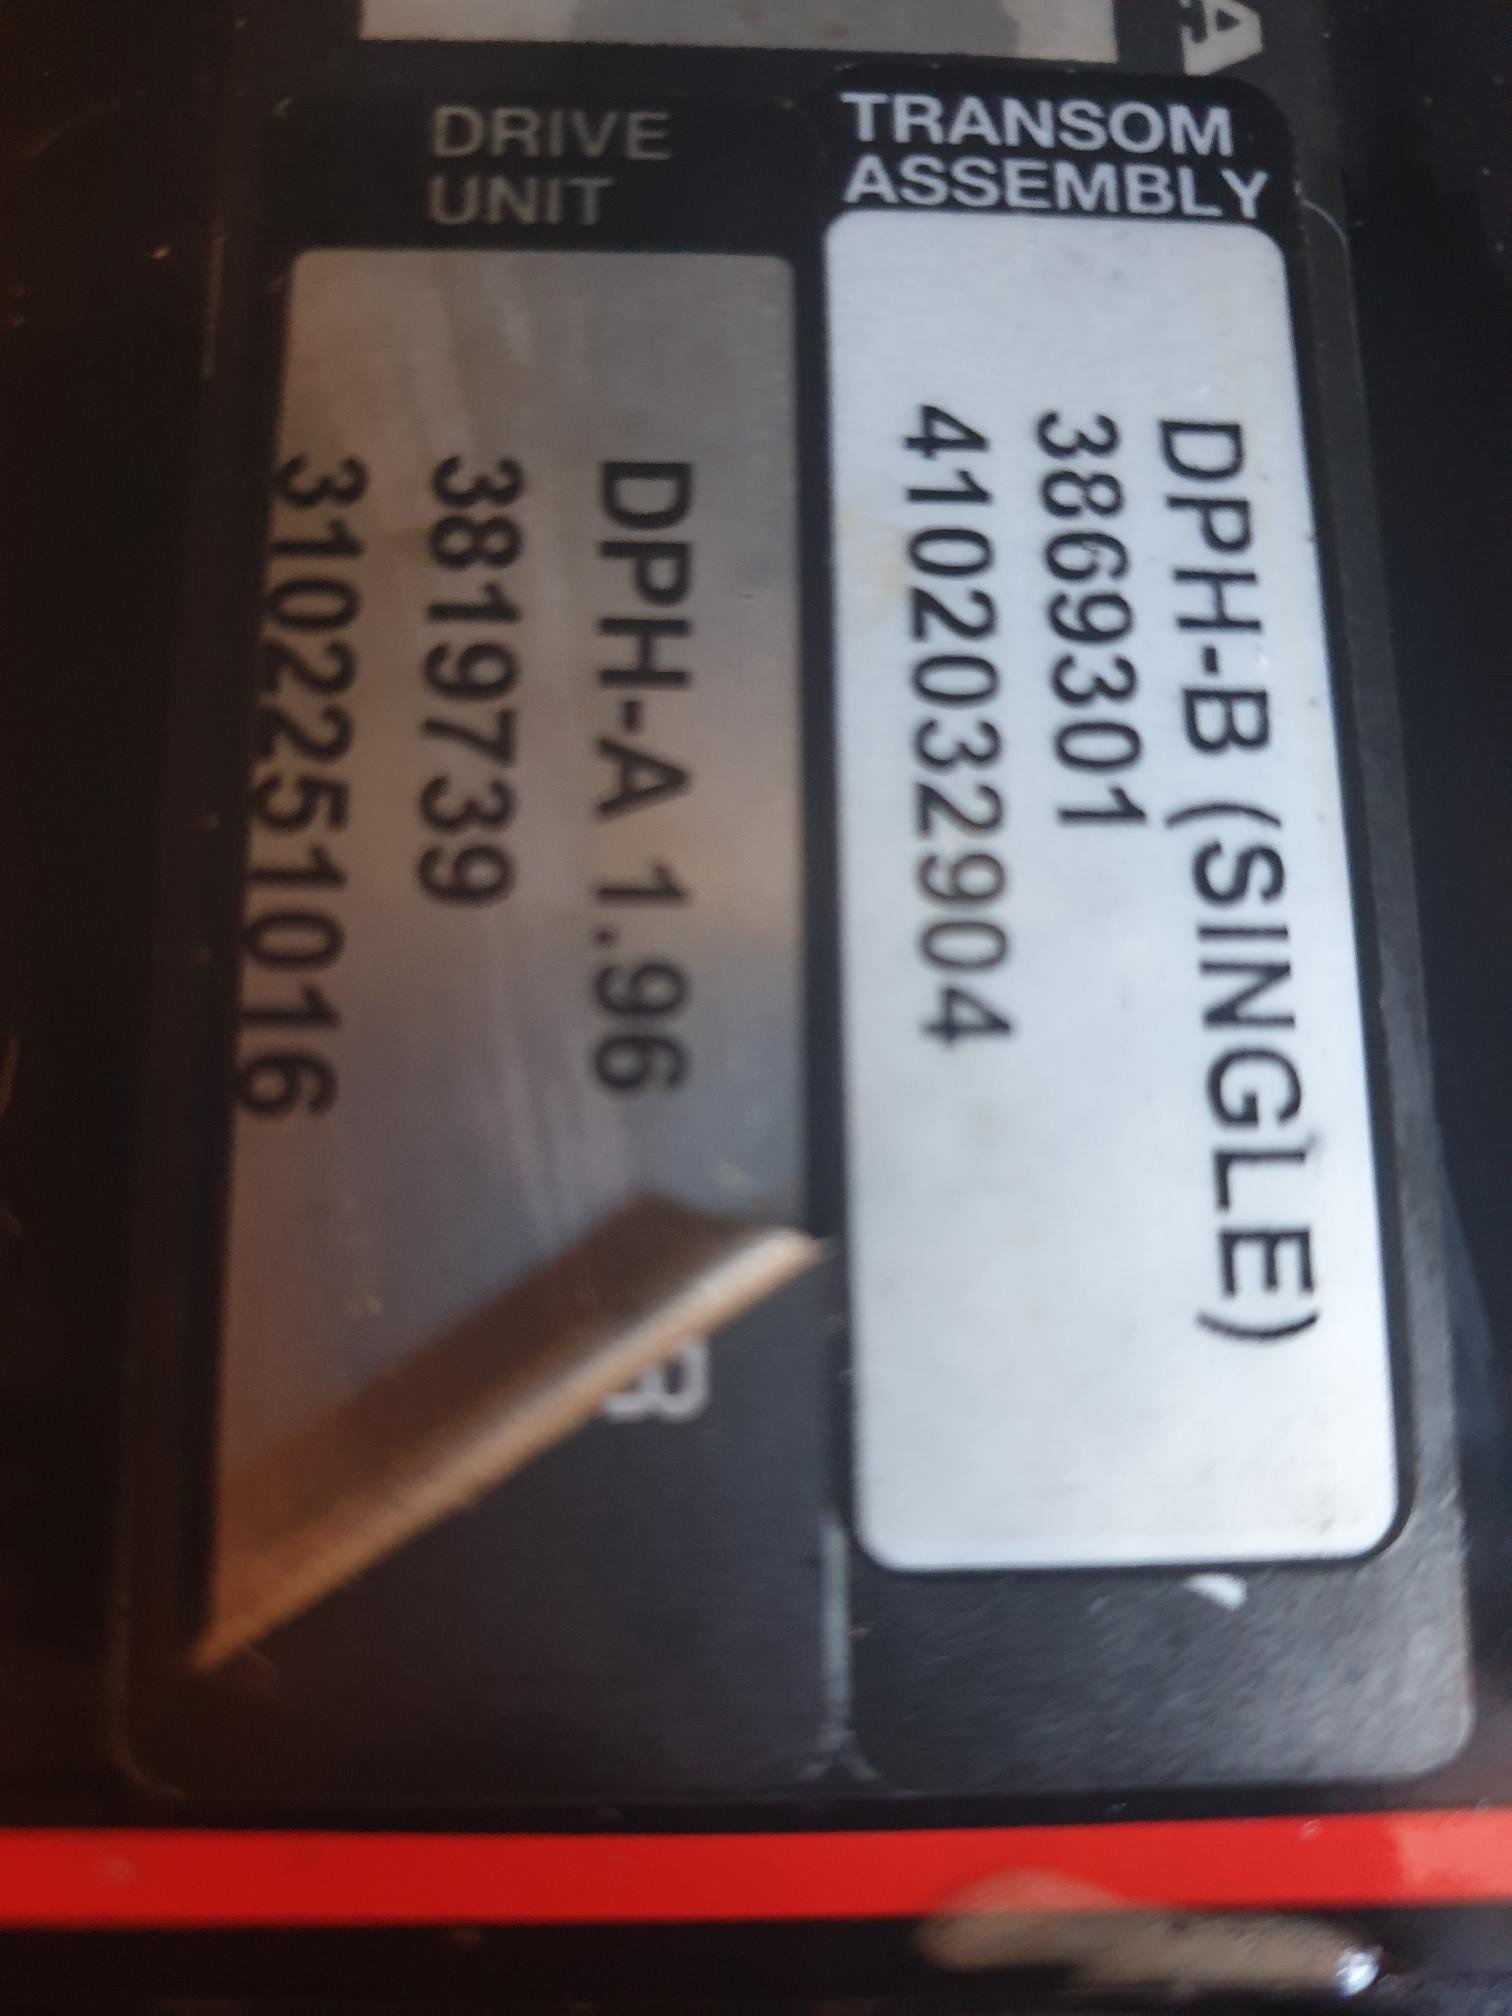 DRIVE
UNIT
DPH-A 1.96
3819739
3102251016
TRANSOM
ASSEMBLY
DPH-B (SINGLE)
3869301
4102032904